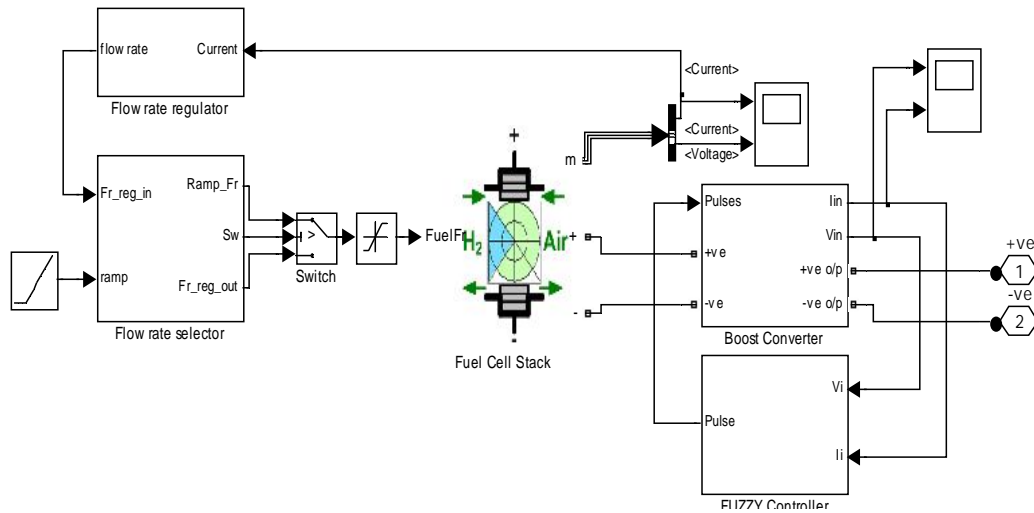 flow rate
Current
Flow rate regulator
<Current>
<Current>
<Voltage>
m
+
Fr_reg_in
Ramp_Fr
Sw
ramp
Fr_reg_out
Flow rate selector
>
Switch
FuelFr
H2
Air
+
-
-
Fuel Cell Stack
Pulses
Iin
Vin
+ve
+ve o/p
-ve
-ve o/p
Boost Converter
+ve
1
-ve
2
Vi
Pulse
Ii
FUZZY Controller